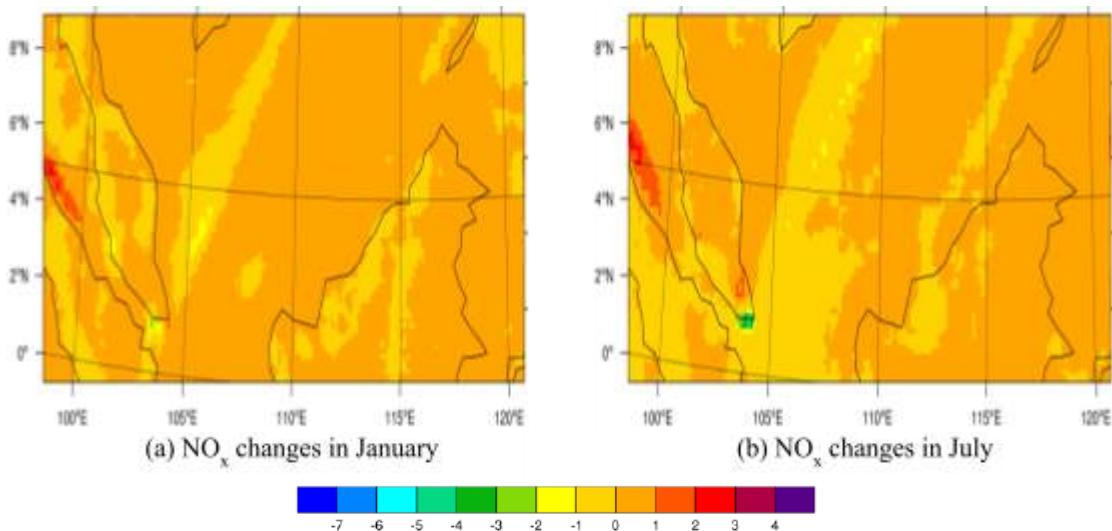 8°N
6°N
4°N
2°N
0°
100°E 105°E 110°E 115°E 120°E
(a) NOx changes in January
8°N
6°N
4°N
2°N
0°
100°E 105°E 110°E 115°E 120°E
(b) NOx changes in July
-7 -6 -5 -4 -3 -2 -1 0 1 2 3 4